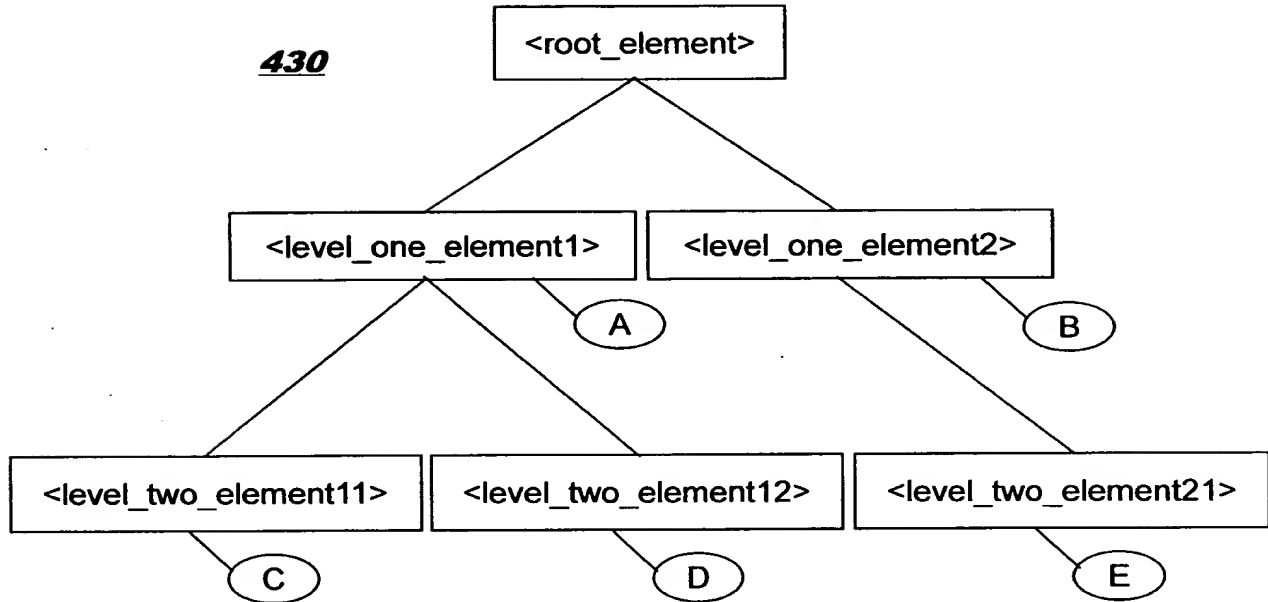 430
<root_element>
<level_one_element1>
<level_one_element2>
A
B
<level_two_element11>
<level_two_element12>
<level_two_element21>
C
D
E